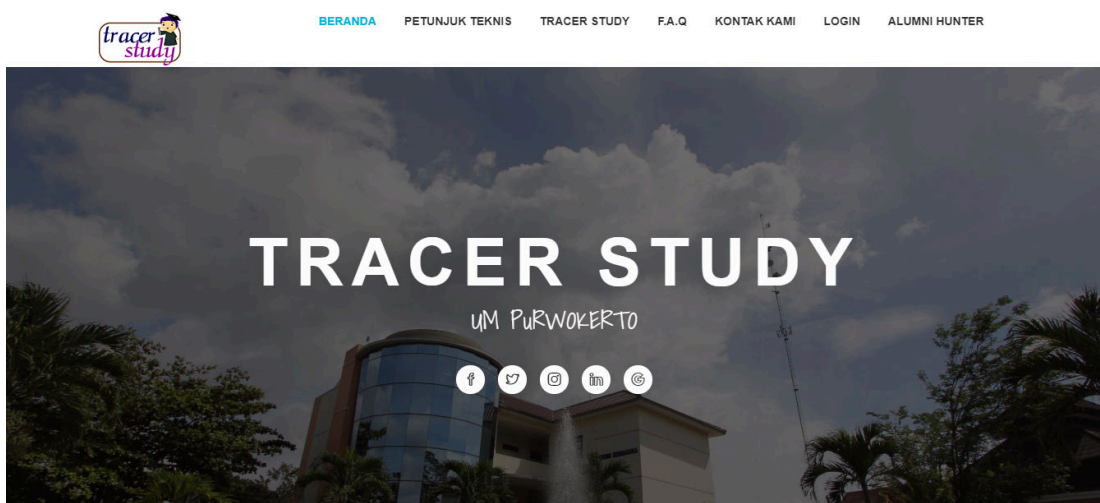 tracer
study
BERANDA PETUNJUK TEKNIS TRACER STUDY F.A.Q KONTAK KAMI LOGIN ALUMNI HUNTER
TRACER STUDY
UM PURWOKERTO